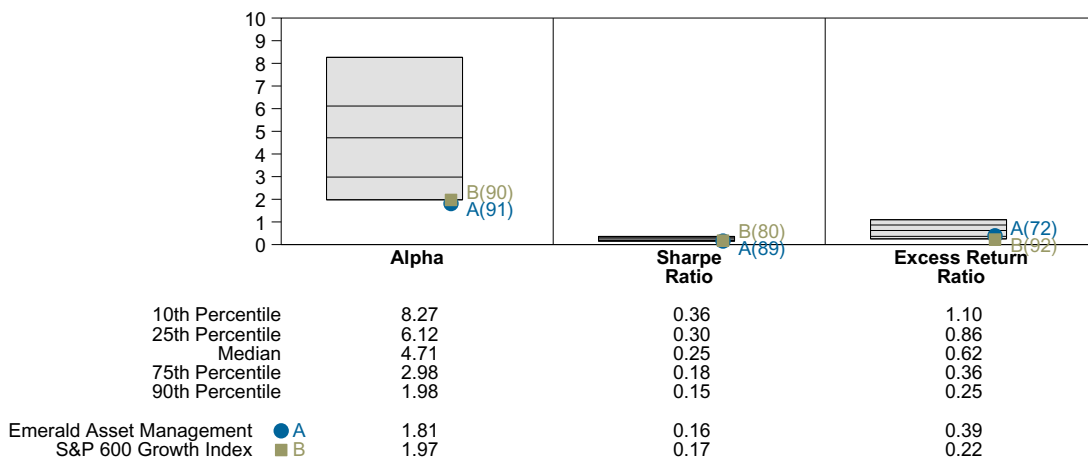 10
9
8
7
6
5
4
3
2
1
0
B(90)
A(91)
B(80)
A(89)
A(72)
B(92)
Alpha
Sharpe
Ratio
Excess Return
Ratio
10th Percentile 8.27 0.36 1.10
25th Percentile 6.12 0.30 0.86
Median 4.71 0.25 0.62
75th Percentile 2.98 0.18 0.36
90th Percentile 1.98 0.15 0.25
Emerald Asset Management A 1.81 0.16 0.39
S&P 600 Growth Index B 1.97 0.17 0.22